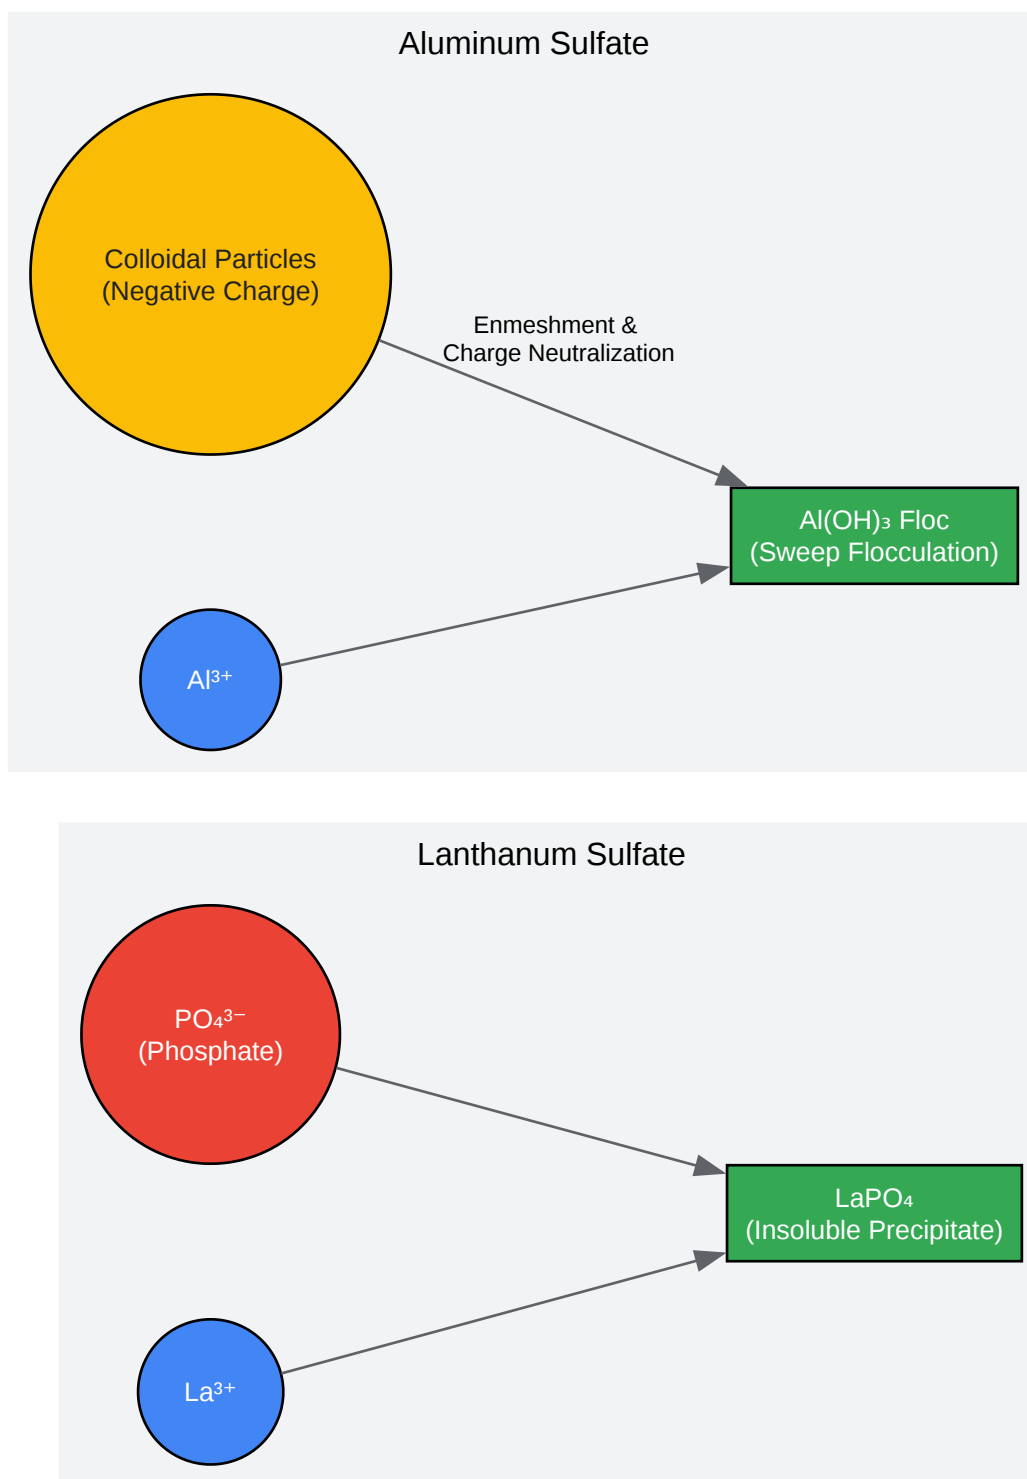 Aluminum Sulfate
Colloidal Particles
(Negative Charge)
Enmeshment &
Charge Neutralization
Al(OH)₃ Floc
(Sweep Flocculation)
Al³⁺
Lanthanum Sulfate
PO₄³⁻
(Phosphate)
LaPO₄
(Insoluble Precipitate)
La³⁺